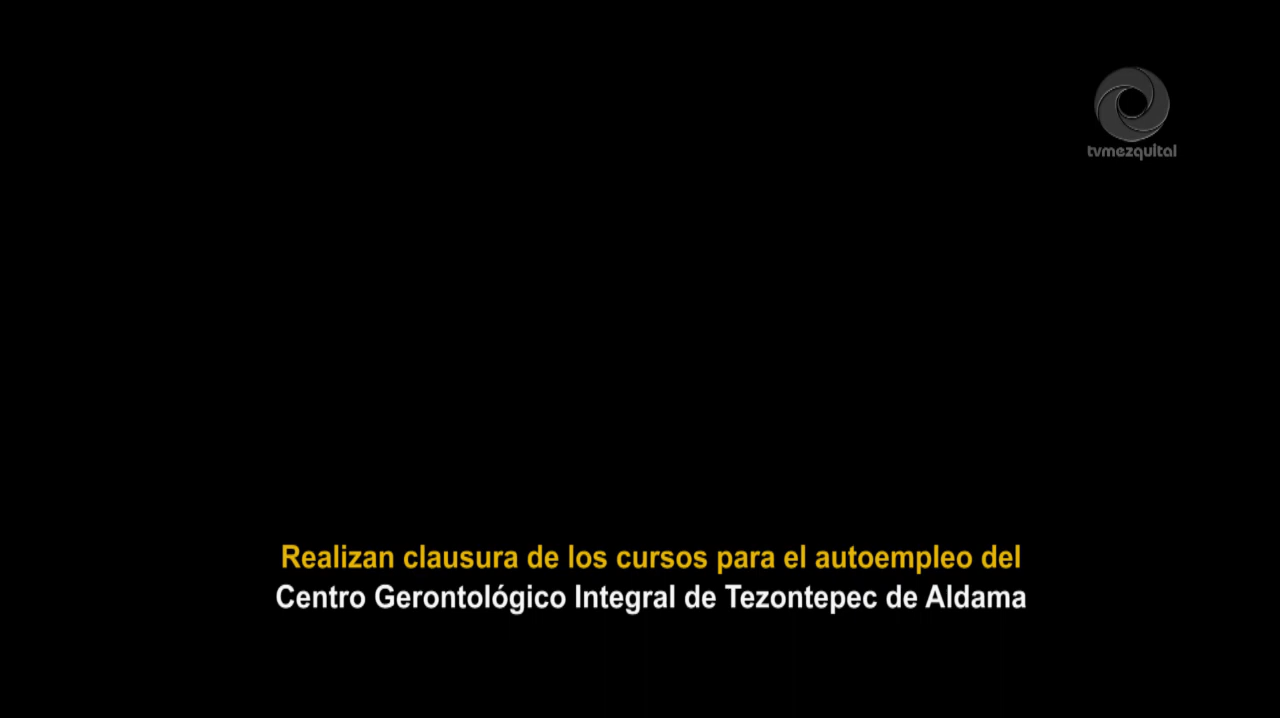 tvmezquital
Realizan clausura de los cursos para el autoempleo del
Centro Gerontológico Integral de Tezontepec de Aldama